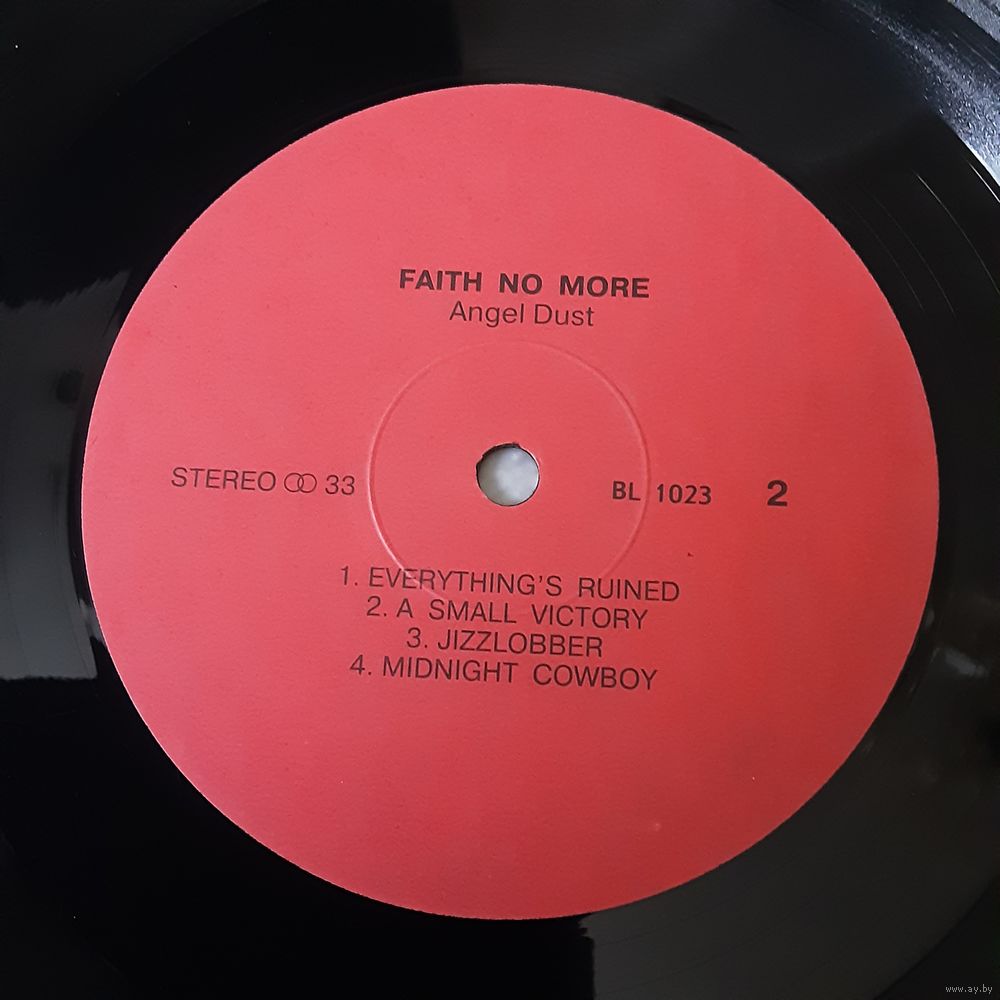 FAITH NO MORE
Angel Dust
STEREO 33
BL 1023 2
1. EVERYTHING'S RUINED
2. A SMALL VICTORY
3. JIZZLOBBER
4. MIDNIGHT COWBOY
www.ay.by